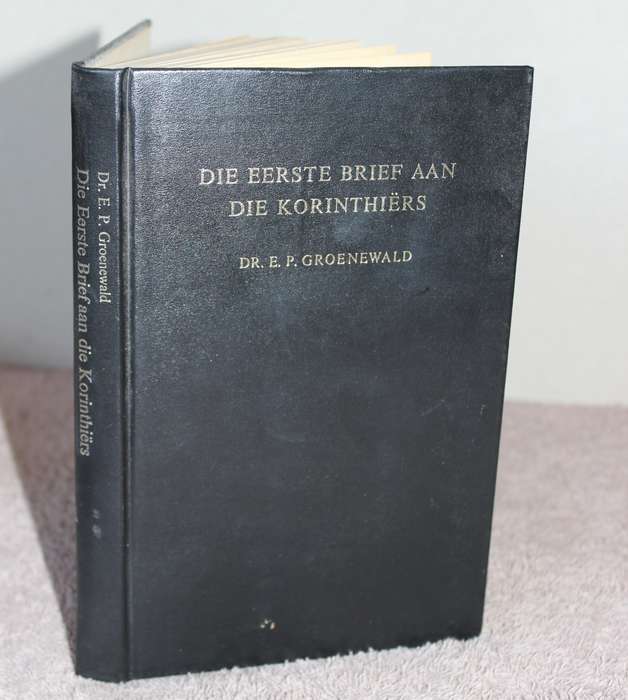 DIE EERSTE BRIEF AAN
DIE KORINTHIËRS
DR. E. P. GROENEWALD
Dr. E. P. Groenewald
Die Eerste Brief aan die Korinthiërs